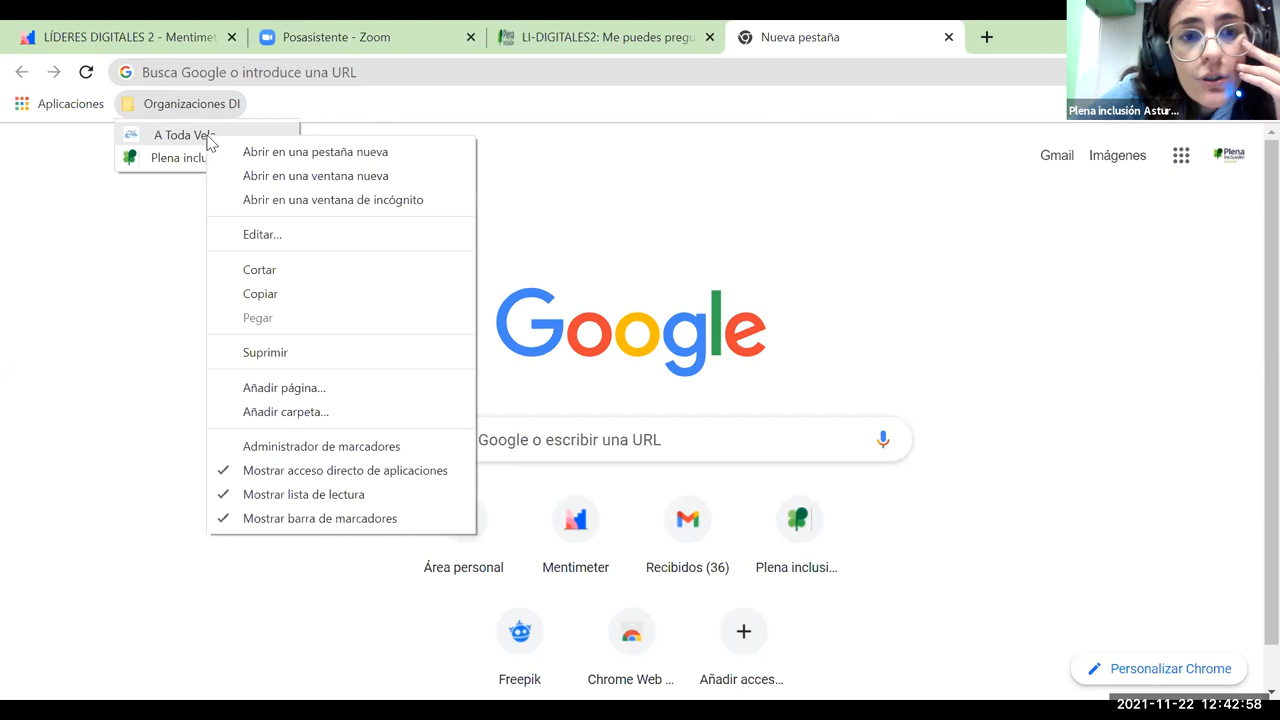 LÍDERES DIGITALES 2 - Mentimet
Posasistente - Zoom
LI-DIGITALES2: Me puedes pregu
Nueva pestaña
Busca Google o introduce una URL
Aplicaciones
Organizaciones DI
Plena inclusión Astur...
A Toda Vela
Plena inclu
Abrir en una pestaña nueva
Abrir en una ventana nueva
Abrir en una ventana de incógnito
Editar...
Cortar
Copiar
Pegar
Suprimir
Añadir página...
Añadir carpeta...
Administrador de marcadores
Mostrar acceso directo de aplicaciones
Mostrar lista de lectura
Mostrar barra de marcadores
Gmail
Imágenes
Plena inclusión
Google
Google o escribir una URL
Área personal
Mentimeter
Recibidos (36)
Plena inclusi...
Freepik
Chrome Web ...
Añadir acces...
Personalizar Chrome
2021-11-22 12:42:58